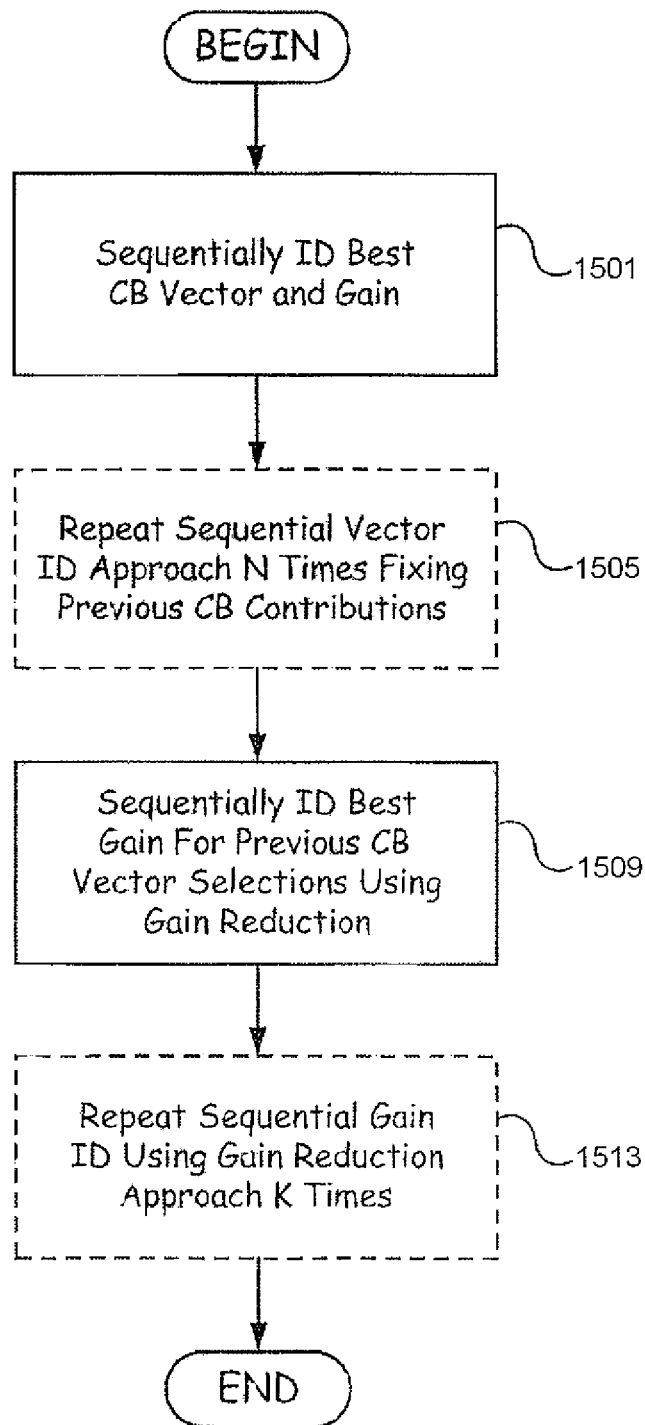 BEGIN
Sequentially ID Best
CB Vector and Gain
1501
Repeat Sequential Vector
ID Approach N Times Fixing
Previous CB Contributions
1505
Sequentially ID Best
Gain For Previous CB
Vector Selections Using
Gain Reduction
1509
Repeat Sequential Gain
ID Using Gain Reduction
Approach K Times
1513
END